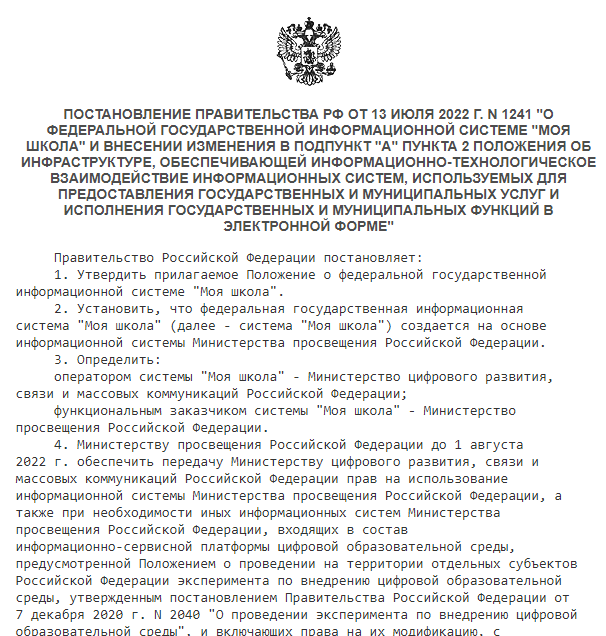 ПОСТАНОВЛЕНИЕ ПРАВИТЕЛЬСТВА РФ ОТ 13 ИЮЛЯ 2022 Г. N 1241 "О
ФЕДЕРАЛЬНОЙ ГОСУДАРСТВЕННОЙ ИНФОРМАЦИОННОЙ СИСТЕМЕ "МОЯ
ШКОЛА" И ВНЕСЕНИИ ИЗМЕНЕНИЯ В ПОДПУНКТ "А" ПУНКТА 2 ПОЛОЖЕНИЯ ОБ
ИНФРАСТРУКТУРЕ, ОБЕСПЕЧИВАЮЩЕЙ ИНФОРМАЦИОННО-ТЕХНОЛОГИЧЕСКОЕ
ВЗАИМОДЕЙСТВИЕ ИНФОРМАЦИОННЫХ СИСТЕМ, ИСПОЛЬЗУЕМЫХ ДЛЯ
ПРЕДОСТАВЛЕНИЯ ГОСУДАРСТВЕННЫХ И МУНИЦИПАЛЬНЫХ УСЛУГ И
ИСПОЛНЕНИЯ ГОСУДАРСТВЕННЫХ И МУНИЦИПАЛЬНЫХ ФУНКЦИЙ В
ЭЛЕКТРОННОЙ ФОРМЕ"
Правительство Российской Федерации постановляет:
1. Утвердить прилагаемое Положение о федеральной государственной
информационной системе "Моя школа".
2. Установить, что федеральная государственная информационная
система "Моя школа" (далее - система "Моя школа") создается на основе
информационной системы Министерства просвещения Российской Федерации.
3. Определить:
оператором системы "Моя школа" - Министерство цифрового развития,
связи и массовых коммуникаций Российской Федерации;
функциональным заказчиком системы "Моя школа" - Министерство
просвещения Российской Федерации.
4. Министерству просвещения Российской Федерации до 1 августа
2022 г. обеспечить передачу Министерству цифрового развития, связи и
массовых коммуникаций Российской Федерации прав на использование
информационной системы Министерства просвещения Российской Федерации, а
также при необходимости иных информационных систем Министерства
просвещения Российской Федерации, входящих в состав
информационно-сервисной платформы цифровой образовательной среды,
предусмотренной Положением о проведении на территории отдельных субъектов
Российской Федерации эксперимента по внедрению цифровой образовательной
среды, утвержденным постановлением Правительства Российской Федерации от
7 декабря 2020 г. N 2040 "О проведении эксперимента по внедрению цифровой
образовательной среды", и включающих права на их модификацию, с